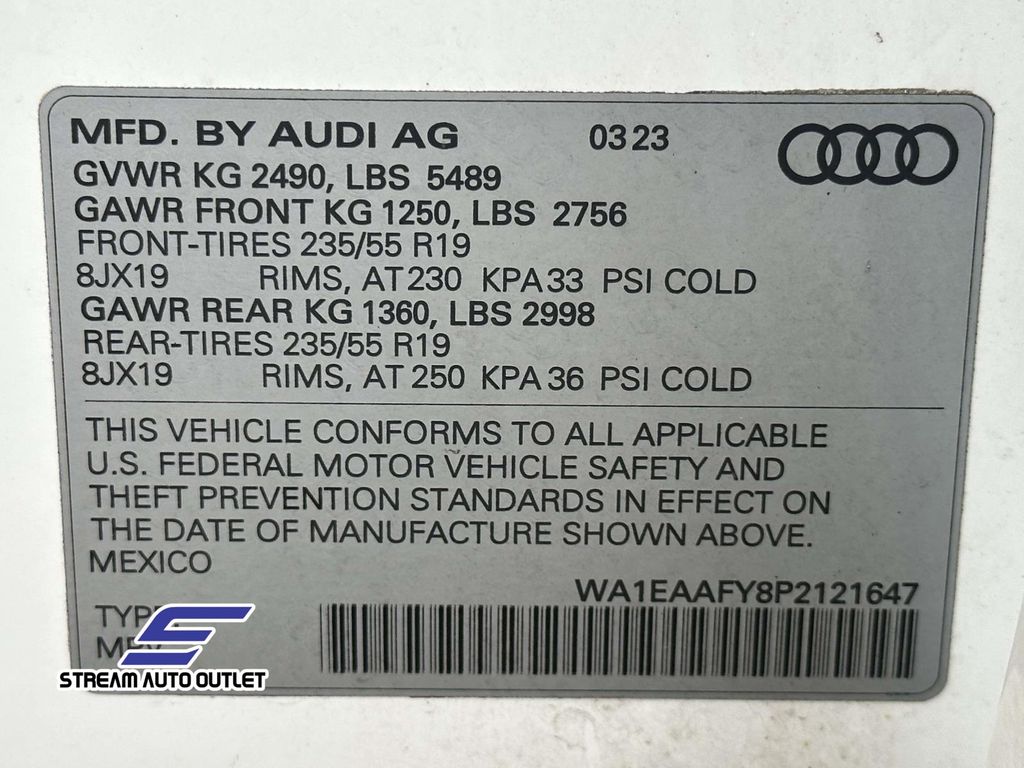 MFD. BY AUDI AG 03 23
GVWR KG 2490, LBS 5489
GAWR FRONT KG 1250, LBS 2756
FRONT-TIRES 235/55 R19
8JX19 RIMS, AT 230 KPA 33 PSI COLD
GAWR REAR KG 1360, LBS 2998
REAR-TIRES 235/55 R19
8JX19 RIMS, AT 250 KPA 36 PSI COLD
THIS VEHICLE CONFORMS TO ALL APPLICABLE
U.S. FEDERAL MOTOR VEHICLE SAFETY AND
THEFT PREVENTION STANDARDS IN EFFECT ON
THE DATE OF MANUFACTURE SHOWN ABOVE.
MEXICO
WA1EAAFY8P2121647
TYPE:
MPV
STREAM AUTO OUTLET